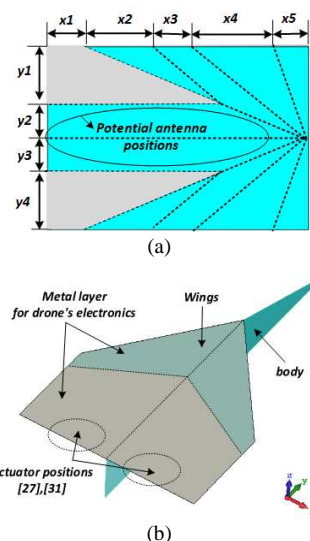 x1 x2 x3 x4 x5
y1
y2
Potential antenna
positions
y3
y4
(a)
Metal layer
for drone's electronics
Wings
body
ctuator positions
[27],[31]
z
y
(b)